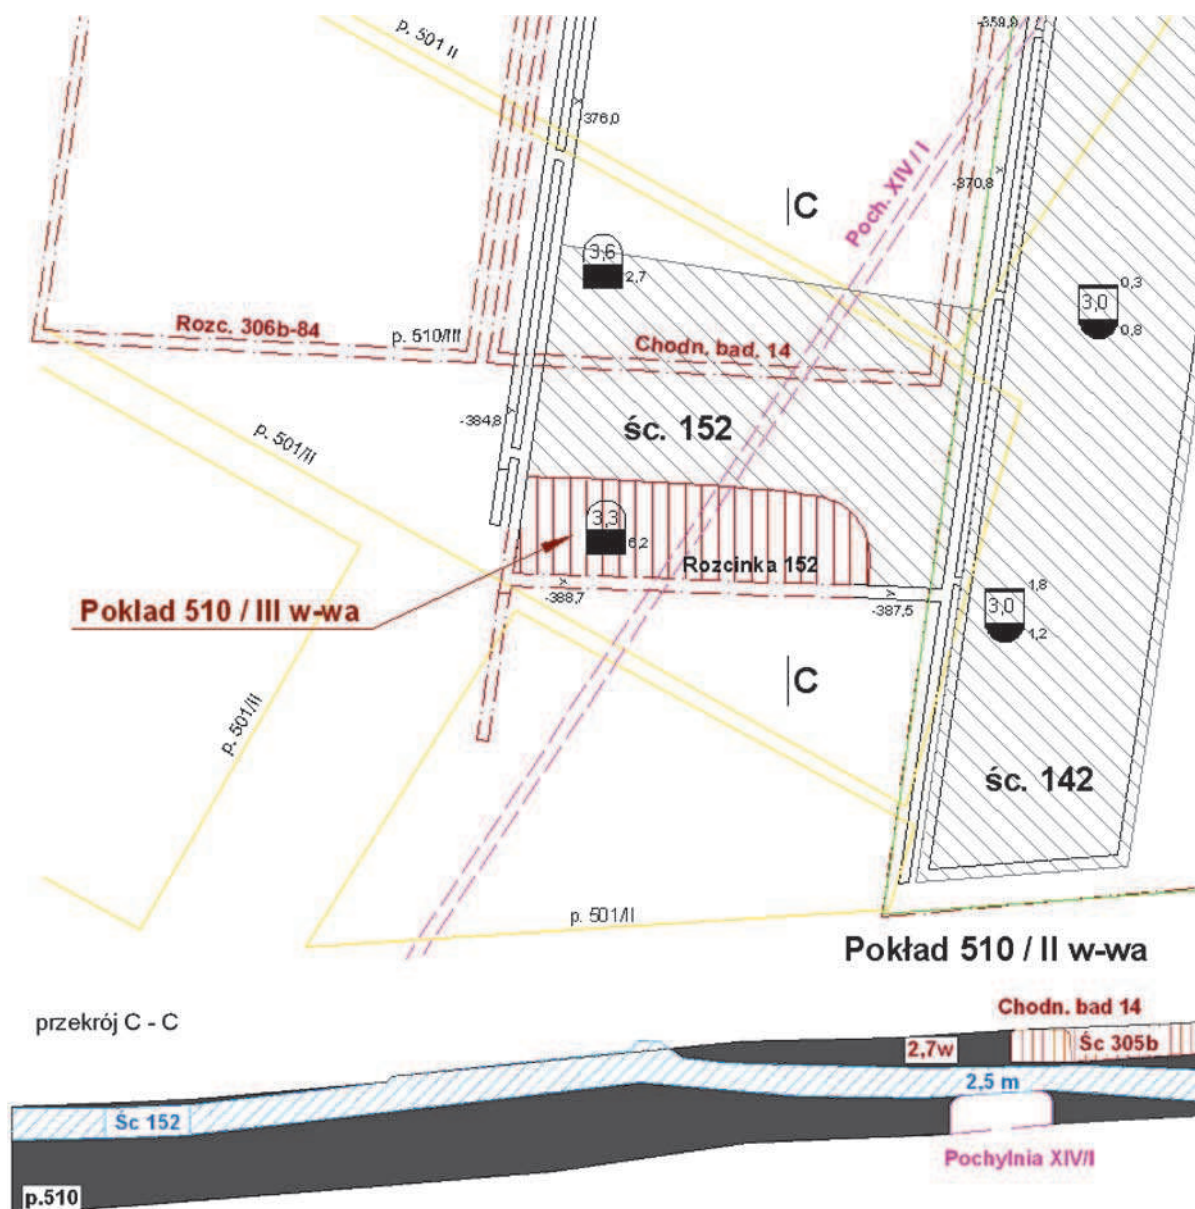 p. 501 II
-359,9
376,0
C
Poch. XIV / I
-370,8
3,6
2,7
0,3
3,0
0,8
Rozc. 306b-84
p. 510/III
Chodn. bad. 14
-384,8
p. 501/II
śc. 152
3,3
6,2
Rozcinka 152
Pokład 510 / III w-wa
-388,7
-387,5
1,8
3,0
1,2
C
p. 501/II
śc. 142
p. 501/II
Pokład 510 / II w-wa
przekrój C - C
Chodn. bad 14
2,7w
Śc 305b
2,5 m
Śc 152
Pochylnia XIV/I
p.510